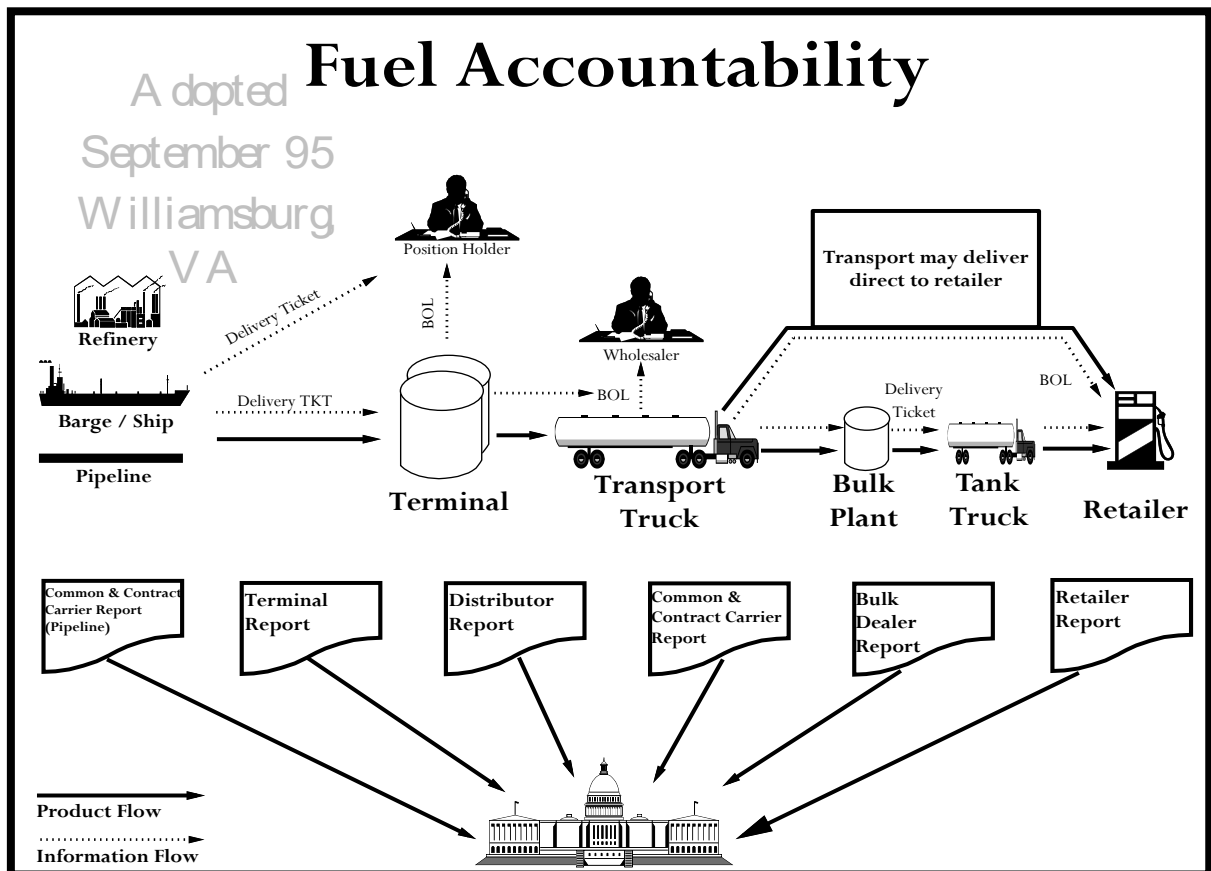 Fuel Accountability
Adopted
September 95
Williamsburg,
VA
Position Holder
Transport may deliver
direct to retailer
Delivery Ticket
BOL
Refinery
Wholesaler
Delivery TKT
BOL
Delivery
Ticket
BOL
Barge / Ship
Pipeline
Terminal
Transport
Truck
Bulk
Plant
Tank
Truck
Retailer
Common & Contract
Carrier Report
(Pipeline)
Terminal
Report
Distributor
Report
Common &
Contract Carrier
Report
Bulk
Dealer
Report
Retailer
Report
Product Flow
Information Flow